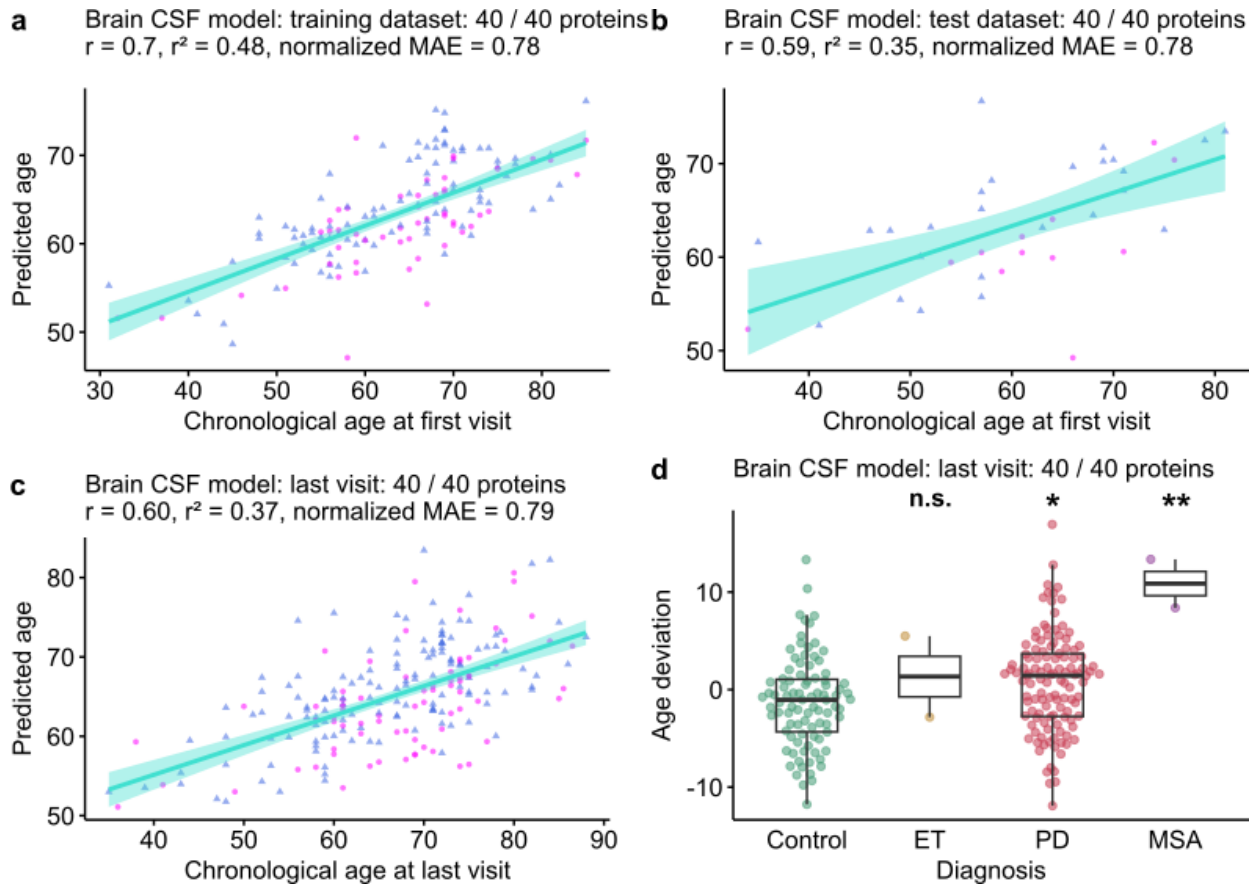 a
Brain CSF model: training dataset: 40 / 40 proteins
r = 0.7, r² = 0.48, normalized MAE = 0.78
Predicted age
70
60
50
30 40 50 60 70 80
Chronological age at first visit
b
Brain CSF model: test dataset: 40 / 40 proteins
r = 0.59, r² = 0.35, normalized MAE = 0.78
Predicted age
70
60
50
40 50 60 70 80
Chronological age at first visit
c
Brain CSF model: last visit: 40 / 40 proteins
r = 0.60, r² = 0.37, normalized MAE = 0.79
Predicted age
80
70
60
50
40 50 60 70 80 90
Chronological age at last visit
d
Brain CSF model: last visit: 40 / 40 proteins
n.s. * **
Age deviation
10
0
-10
Control ET PD MSA
Diagnosis